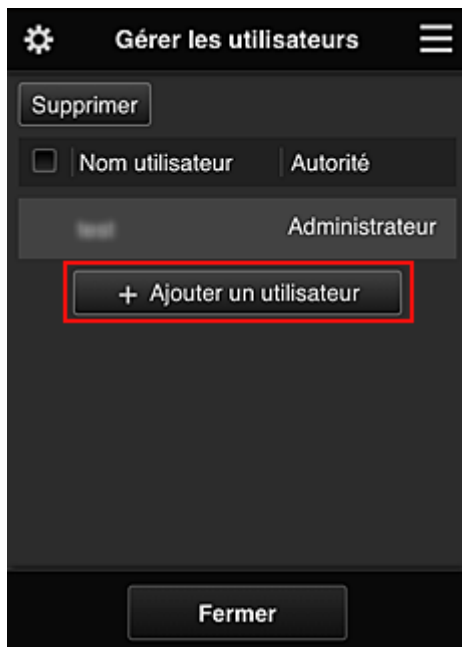 Gérer les utilisateurs
Supprimer
Nom utilisateur Autorité
Administrateur
+ Ajouter un utilisateur
Fermer